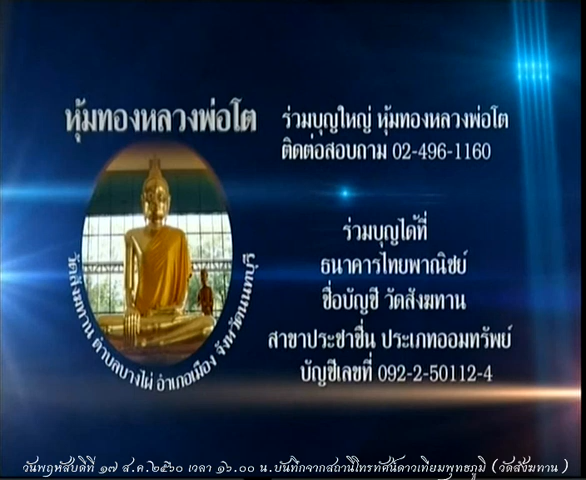 หุ้มทองหลวงพ่อโต
วัดสังฆทาน ตำบลบางไผ่ อำเภอเมือง จังหวัดนนทบุรี
ร่วมบุญใหญ่ หุ้มทองหลวงพ่อโต
ติดต่อสอบถาม 02-496-1160
ร่วมบุญได้ที่
ธนาคารไทยพาณิชย์
ชื่อบัญชี วัดสังฆทาน
สาขาประชาชื่น ประเภทออมทรัพย์
บัญชีเลขที่ 092-2-50112-4
วันพฤหัสบดีที่ ๑๗ ส.ค.๒๕๖๐ เวลา ๑๖.๐๐ น.บันทึกจากสถานีโทรทัศน์ดาวเทียมพุทธภูมิ (วัดสังฆทาน)